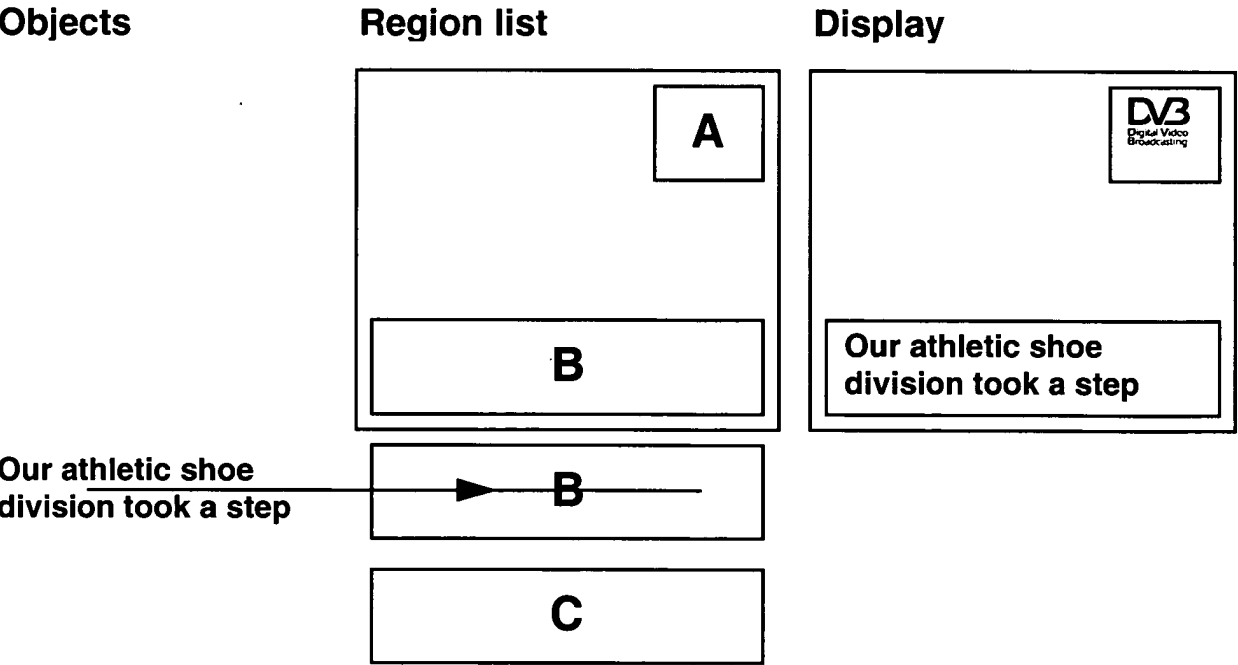 Objects
Region list
Display
A
DVB
Digital Video
Broadcasting
B
Our athletic shoe
division took a step
Our athletic shoe
division took a step
B
C